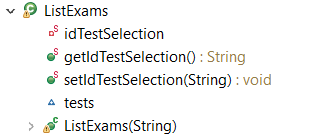 ListExams
idTestSelection
getIdTestSelection() : String
setIdTestSelection(String) : void
tests
ListExams(String)